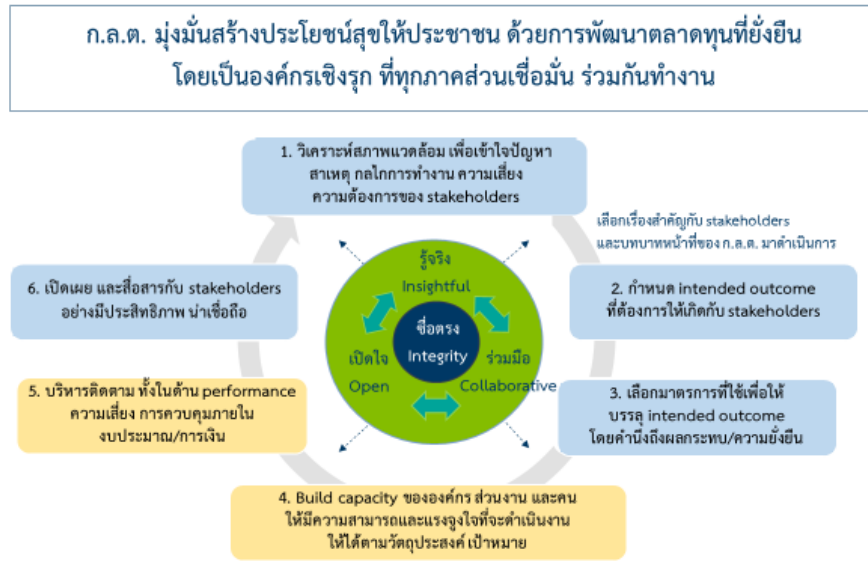 ก.ล.ต. มุ่งมั่นสร้างประโยชน์สุขให้ประชาชน ด้วยการพัฒนาตลาดทุนที่ยั่งยืน
โดยเป็นองค์กรเชิงรุก ที่ทุกภาคส่วนเชื่อมั่น ร่วมกันทำงาน
1. วิเคราะห์สภาพแวดล้อม เพื่อเข้าใจปัญหา
สาเหตุ กลไกการทำงาน ความเสี่ยง
ความต้องการของ stakeholders
เลือกเรื่องสำคัญกับ stakeholders
และบทบาทหน้าที่ของ ก.ล.ต. มาดำเนินการ
2. กำหนด intended outcome
ที่ต้องการให้เกิดกับ stakeholders
3. เลือกมาตรการที่ใช้เพื่อให้
บรรลุ intended outcome
โดยคำนึงถึงผลกระทบ/ความยั่งยืน
4. Build capacity ขององค์กร ส่วนงาน และคน
ให้มีความสามารถและแรงจูงใจที่จะดำเนินงาน
ให้ได้ตามวัตถุประสงค์ เป้าหมาย
5. บริหารติดตาม ทั้งในด้าน performance
ความเสี่ยง การควบคุมภายใน
งบประมาณ/การเงิน
6. เปิดเผย และสื่อสารกับ stakeholders
อย่างมีประสิทธิภาพ น่าเชื่อถือ
รู้จริง
Insightful
ซื่อตรง
Integrity
เปิดใจ
Open
ร่วมมือ
Collaborative